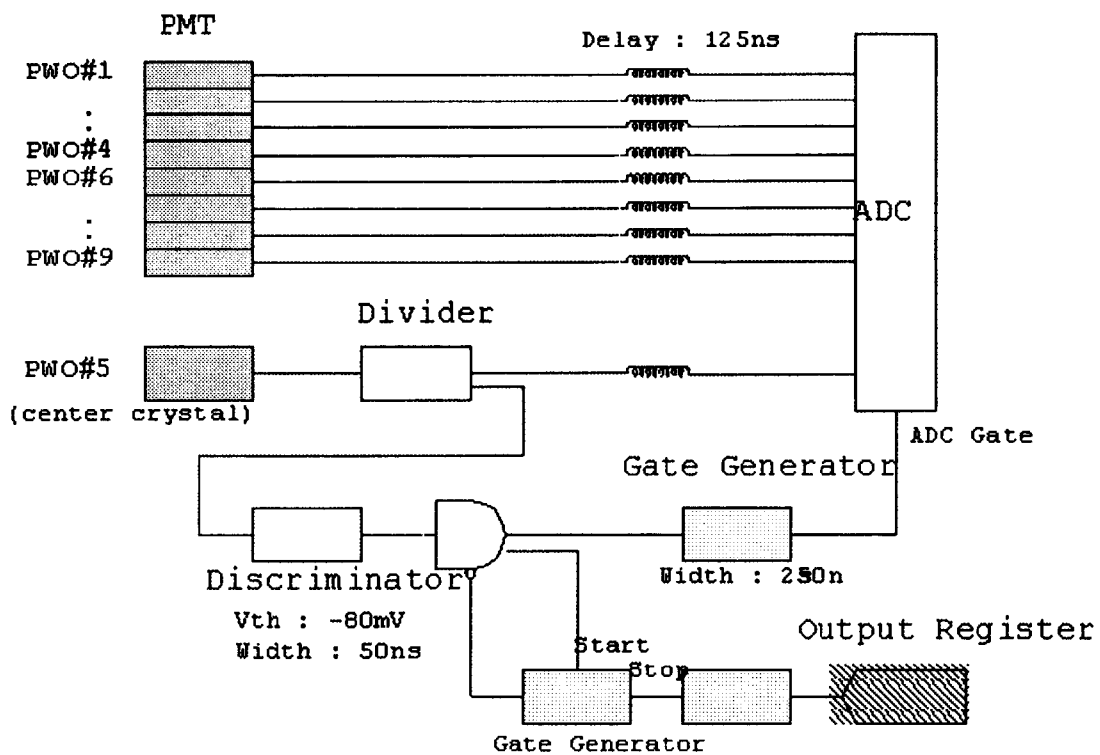 PMT
Delay : 125ns
PWO#1
:
PWO#4
PWO#6
:
PWO#9
ADC
Divider
PWO#5
(center crystal)
ADC Gate
Gate Generator
Discriminator
Width :
Vth : -80mV
Width : 50ns
Output Register
Start
Stop
Gate Generator